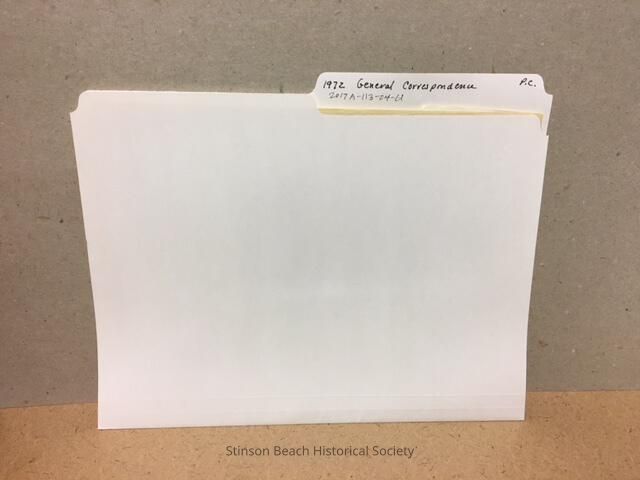 1972 General Correspondence P.C.
2017A-113-04-61
Stinson Beach Historical Society